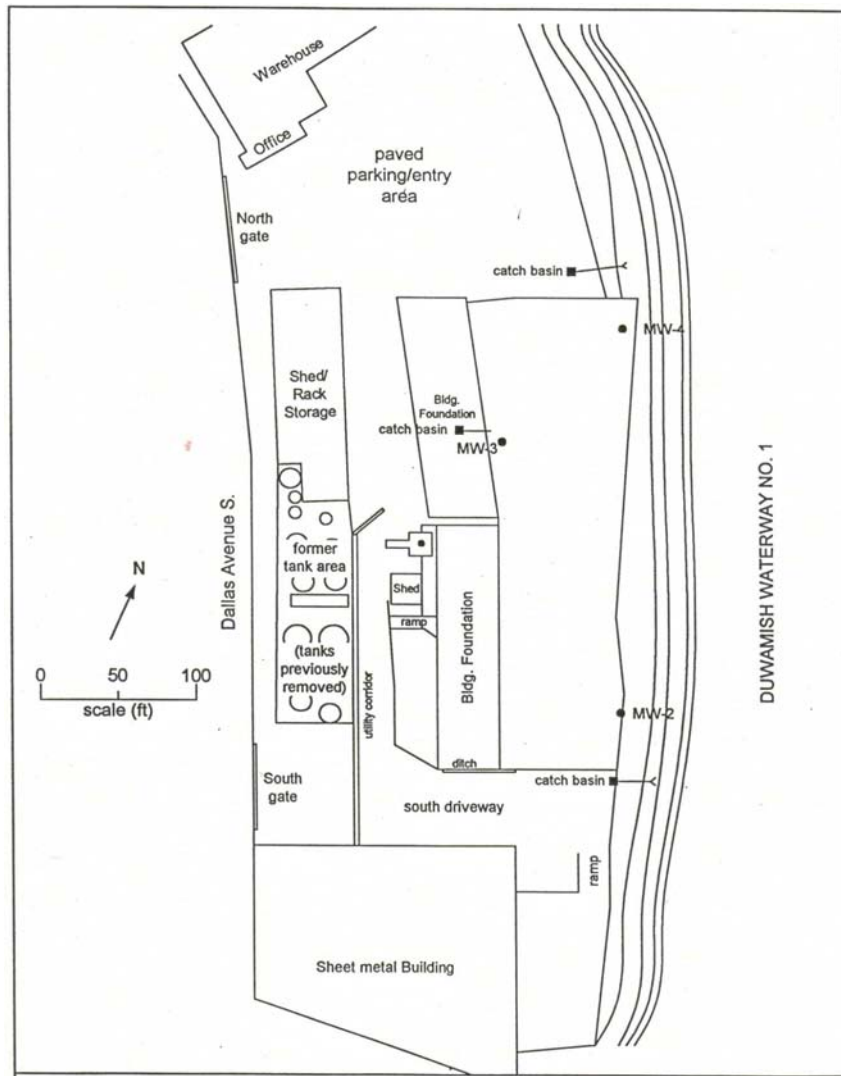 Warehouse
Office
paved
parking/entry
area
North
gate
catch basin
MW-4
Shed/
Rack
Storage
Bldg.
Foundation
catch basin
MW-3
Dallas Avenue S.
DUWAMISH WATERWAY NO. 1
former
tank area
N
Shed
ramp
(tanks
previously
removed)
utility corridor
Bldg. Foundation
0 50 100
scale (ft)
MW-2
ditch
South
gate
catch basin
south driveway
ramp
Sheet metal Building